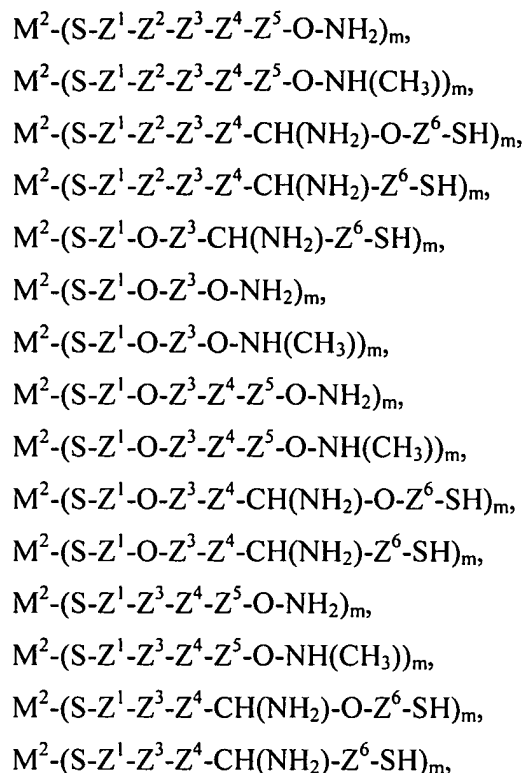 M²-(S-Z¹-Z²-Z³-Z⁴-Z⁵-O-NH₂)ₘ,
M²-(S-Z¹-Z²-Z³-Z⁴-Z⁵-O-NH(CH₃))ₘ,
M²-(S-Z¹-Z²-Z³-Z⁴-CH(NH₂)-O-Z⁶-SH)ₘ,
M²-(S-Z¹-Z²-Z³-Z⁴-CH(NH₂)-Z⁶-SH)ₘ,
M²-(S-Z¹-O-Z³-CH(NH₂)-Z⁶-SH)ₘ,
M²-(S-Z¹-O-Z³-O-NH₂)ₘ,
M²-(S-Z¹-O-Z³-O-NH(CH₃))ₘ,
M²-(S-Z¹-O-Z³-Z⁴-Z⁵-O-NH₂)ₘ,
M²-(S-Z¹-O-Z³-Z⁴-Z⁵-O-NH(CH₃))ₘ,
M²-(S-Z¹-O-Z³-Z⁴-CH(NH₂)-O-Z⁶-SH)ₘ,
M²-(S-Z¹-O-Z³-Z⁴-CH(NH₂)-Z⁶-SH)ₘ,
M²-(S-Z¹-Z³-Z⁴-Z⁵-O-NH₂)ₘ,
M²-(S-Z¹-Z³-Z⁴-Z⁵-O-NH(CH₃))ₘ,
M²-(S-Z¹-Z³-Z⁴-CH(NH₂)-O-Z⁶-SH)ₘ,
M²-(S-Z¹-Z³-Z⁴-CH(NH₂)-Z⁶-SH)ₘ,